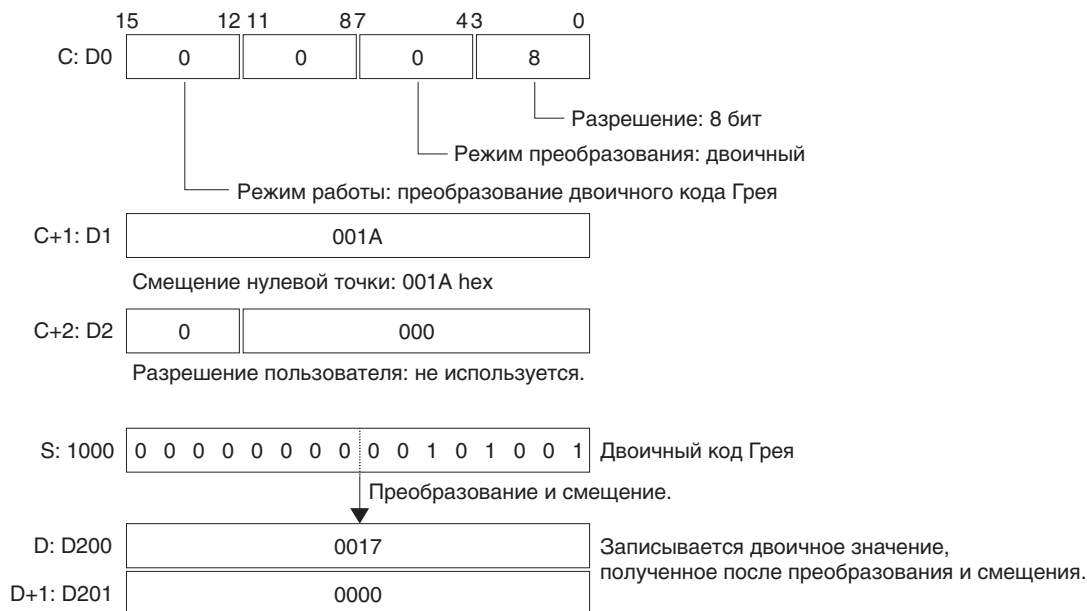 15 12 11 8 7 4 3 0
C: D0 0 0 0 8
Разрешение: 8 бит
Режим преобразования: двоичный
Режим работы: преобразование двоичного кода Грея
C+1: D1 001A
Смещение нулевой точки: 001A hex
C+2: D2 0 000
Разрешение пользователя: не используется.
S: 1000 0 0 0 0 0 0 0 0 0 0 1 0 1 0 0 1 Двоичный код Грея
Преобразование и смещение.
D: D200 0017 Записывается двоичное значение,
полученное после преобразования и смещения.
D+1: D201 0000